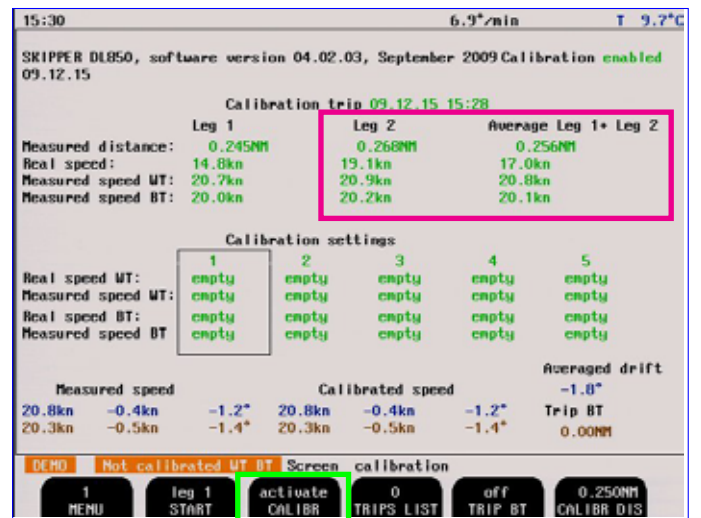 15:30 6.9°/min T 9.7°C
SKIPPER DL850, software version 04.02.03, September 2009 Calibration enabled
09.12.15
Calibration trip 09.12.15 15:28
Leg 1 Leg 2 Average Leg 1+ Leg 2
Measured distance: 0.245NM 0.268NM 0.256NM
Real speed: 14.8kn 19.1kn 17.0kn
Measured speed WT: 20.7kn 20.9kn 20.8kn
Measured speed BT: 20.0kn 20.2kn 20.1kn
Calibration settings
1 2 3 4 5
Real speed WT: empty empty empty empty empty
Measured speed WT: empty empty empty empty empty
Real speed BT: empty empty empty empty empty
Measured speed BT empty empty empty empty empty
Averaged drift
Measured speed Calibrated speed -1.8°
20.8kn -0.4kn -1.2° 20.8kn -0.4kn -1.2° Trip BT
20.3kn -0.5kn -1.4° 20.3kn -0.5kn -1.4° 0.00NM
DEMO Not calibrated WT BT Screen calibration
1 leg 1 activate 0 off 0.250NM
MENU START CALIBR TRIPS LIST TRIP BT CALIBR DIS